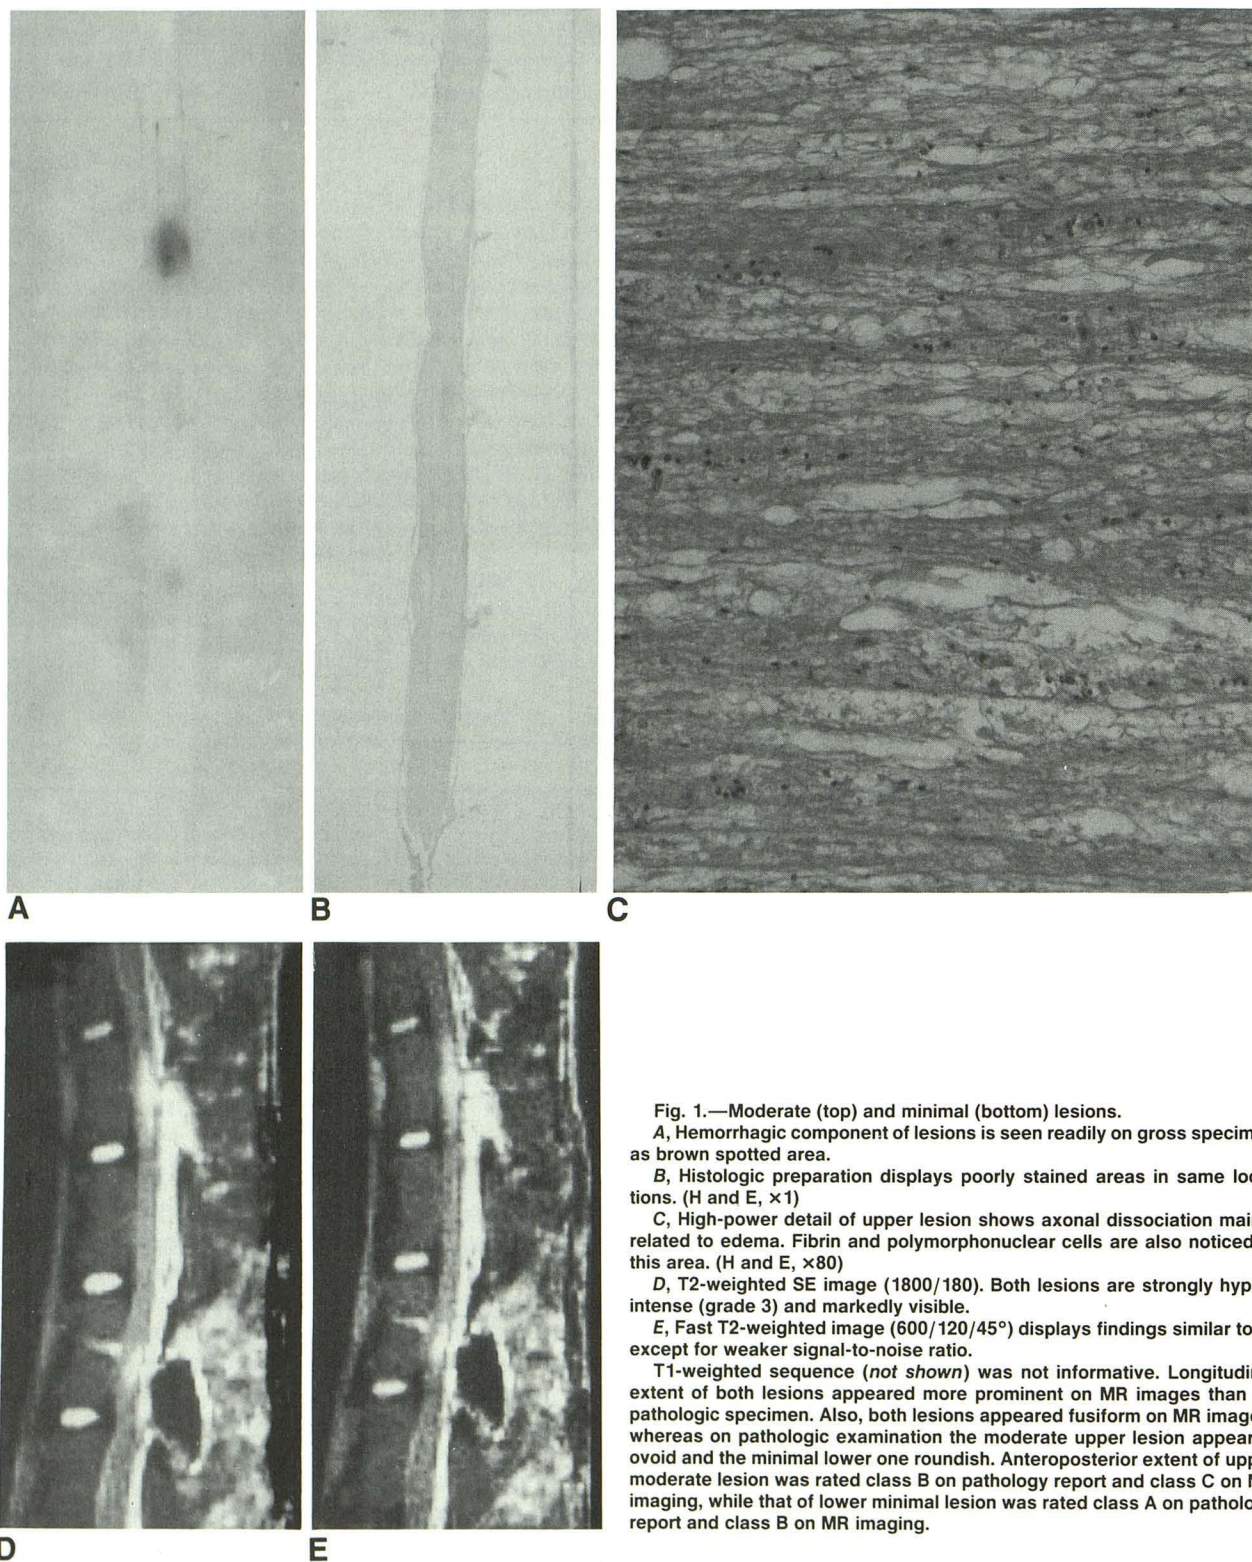 A
B
C
D
E
Fig. 1.—Moderate (top) and minimal (bottom) lesions.
A, Hemorrhagic component of lesions is seen readily on gross specim
as brown spotted area.
B, Histologic preparation displays poorly stained areas in same loc
tions. (H and E, ×1)
C, High-power detail of upper lesion shows axonal dissociation mai
related to edema. Fibrin and polymorphonuclear cells are also noticed
this area. (H and E, ×80)
D, T2-weighted SE image (1800/180). Both lesions are strongly hyp
intense (grade 3) and markedly visible.
E, Fast T2-weighted image (600/120/45°) displays findings similar to
except for weaker signal-to-noise ratio.
T1-weighted sequence (not shown) was not informative. Longitudi
extent of both lesions appeared more prominent on MR images than
pathologic specimen. Also, both lesions appeared fusiform on MR image
whereas on pathologic examination the moderate upper lesion appear
ovoid and the minimal lower one roundish. Anteroposterior extent of upp
moderate lesion was rated class B on pathology report and class C on
imaging, while that of lower minimal lesion was rated class A on patholo
report and class B on MR imaging.